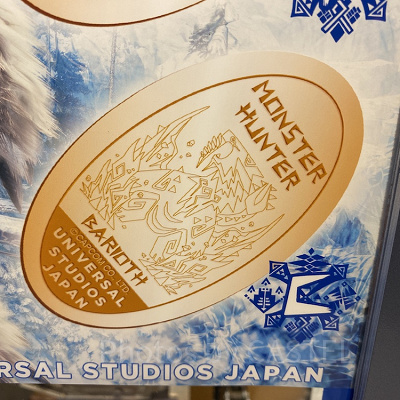 MONSTER
HUNTER
BARIOTH
©CAPCOM CO., LTD.
UNIVERSAL
STUDIOS
JAPAN
RSAL STUDIOS JAPAN